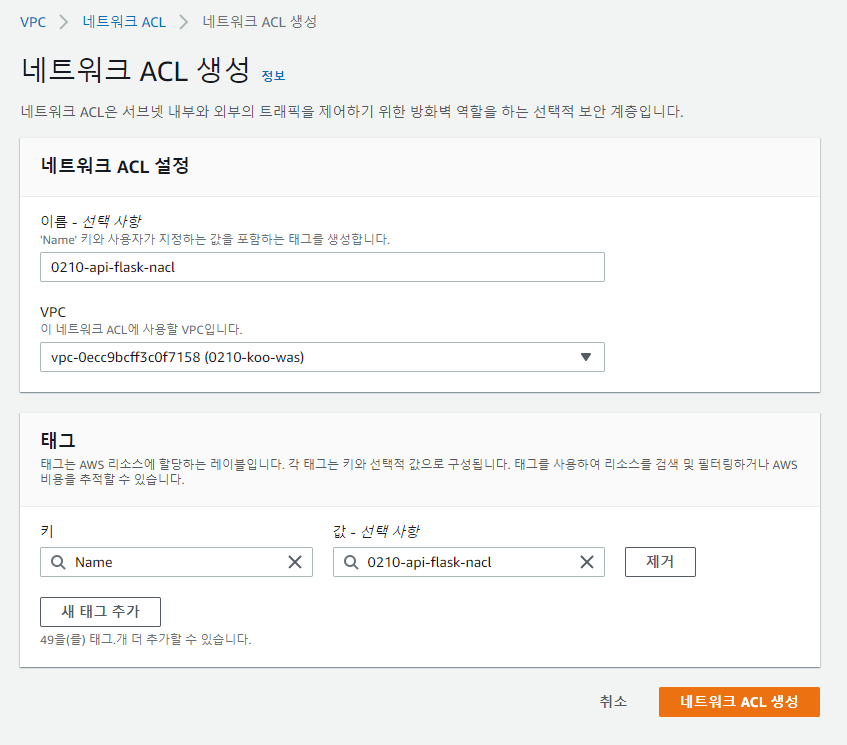 VPC > 네트워크 ACL > 네트워크 ACL 생성
네트워크 ACL 생성 정보
네트워크 ACL은 서브넷 내부와 외부의 트래픽을 제어하기 위한 방화벽 역할을 하는 선택적 보안 계층입니다.
네트워크 ACL 설정
이름 - 선택 사항
'Name' 키와 사용자가 지정하는 값을 포함하는 태그를 생성합니다.
0210-api-flask-nacl
VPC
이 네트워크 ACL에 사용할 VPC입니다.
vpc-0ecc9bcff3c0f7158 (0210-koo-was)
태그
태그는 AWS 리소스에 할당하는 레이블입니다. 각 태그는 키와 선택적 값으로 구성됩니다. 태그를 사용하여 리소스를 검색 및 필터링하거나 AWS
비용을 추적할 수 있습니다.
키 값 - 선택 사항
Name 0210-api-flask-nacl 제거
새 태그 추가
49을(를) 태그.개 더 추가할 수 있습니다.
취소 네트워크 ACL 생성